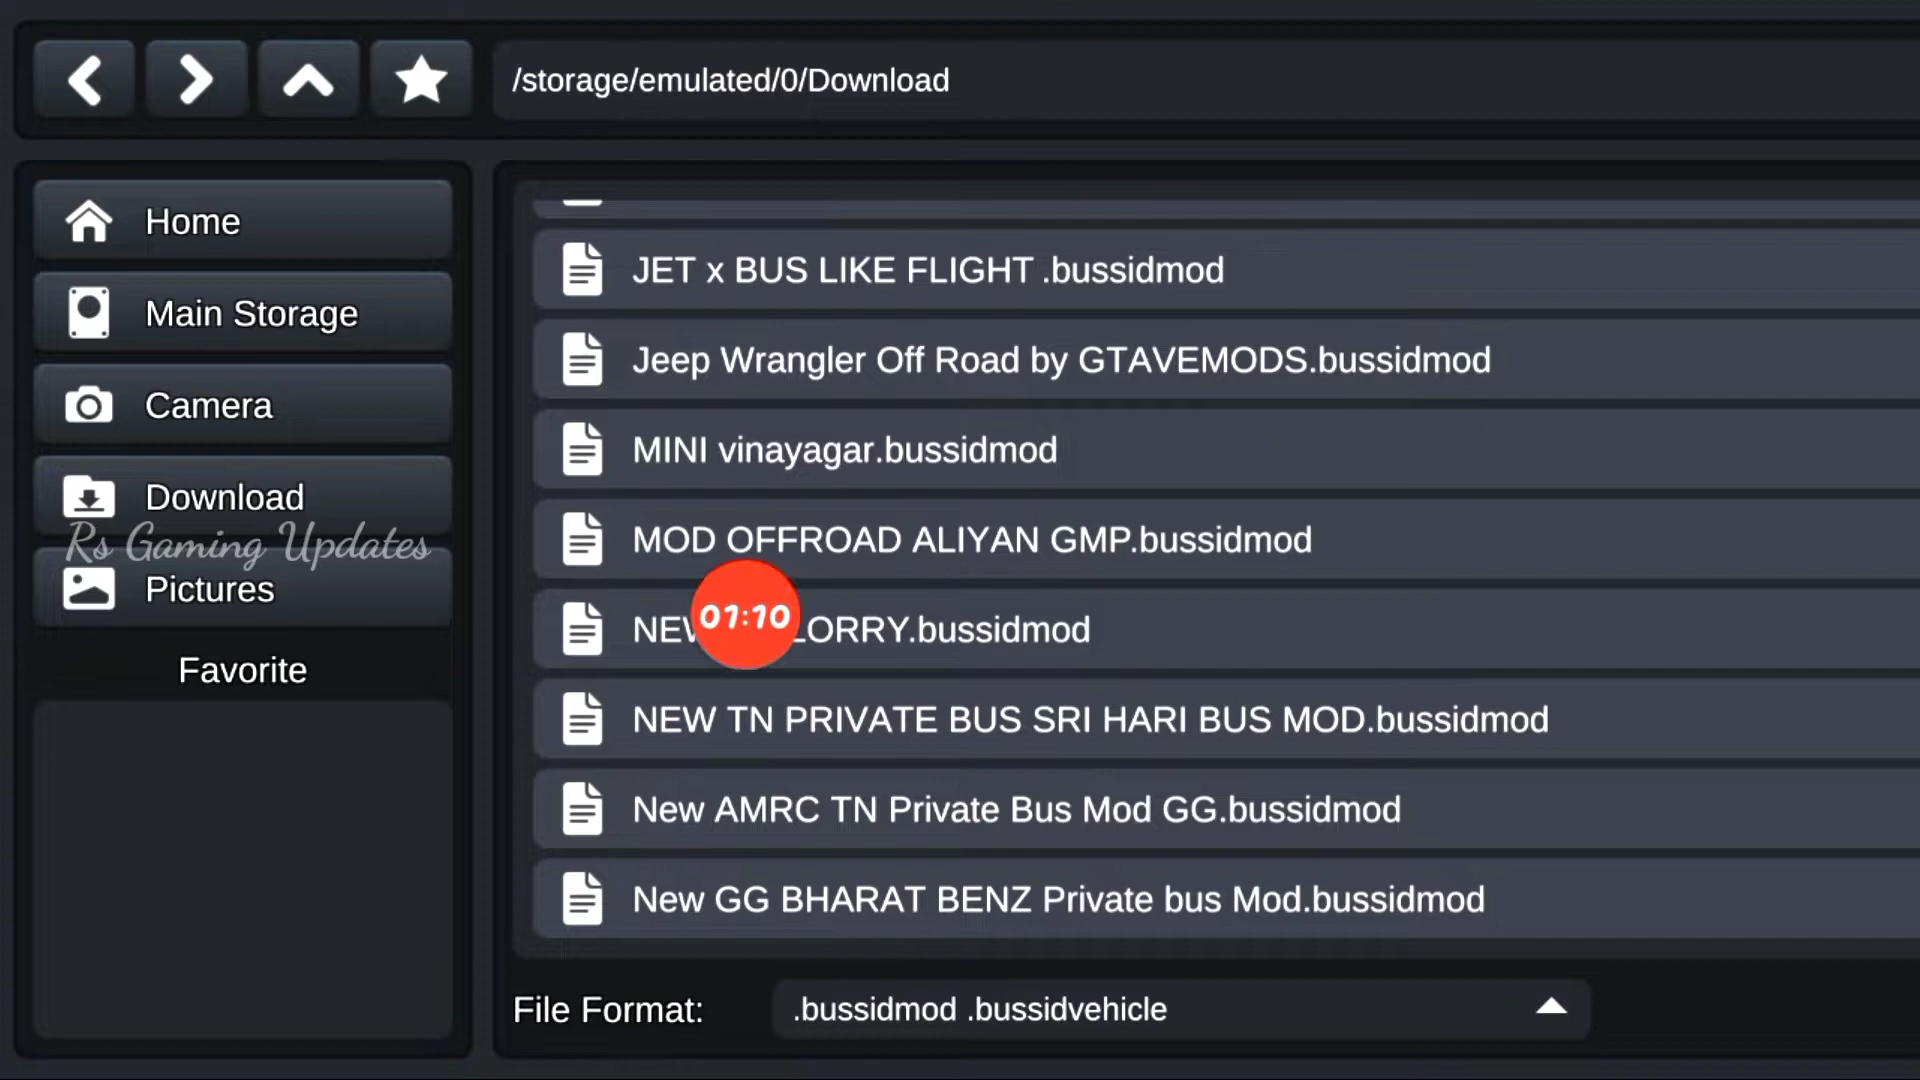 /storage/emulated/0/Download
Home
Main Storage
Camera
Download
Rs Gaming Updates
Pictures
Favorite
JET x BUS LIKE FLIGHT .bussidmod
Jeep Wrangler Off Road by GTAVEMODS.bussidmod
MINI vinayagar.bussidmod
MOD OFFROAD ALIYAN GMP.bussidmod
01:10
LORRY.bussidmod
NEW TN PRIVATE BUS SRI HARI BUS MOD.bussidmod
New AMRC TN Private Bus Mod GG.bussidmod
New GG BHARAT BENZ Private bus Mod.bussidmod
File Format:
.bussidmod .bussidvehicle